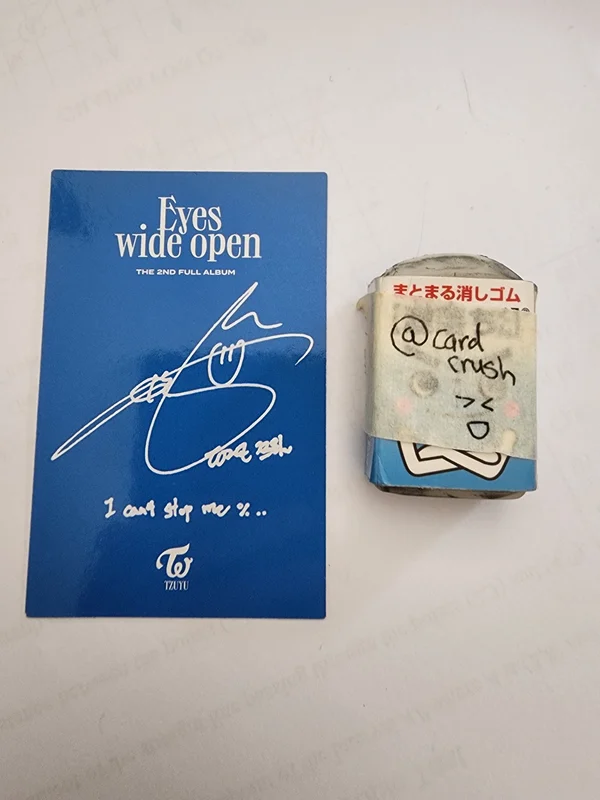 Eyes
wide open
THE 2ND FULL ALBUM
I can't stop me %..
TW
TZUYU
まとまる消しゴム
@card
crush
> <